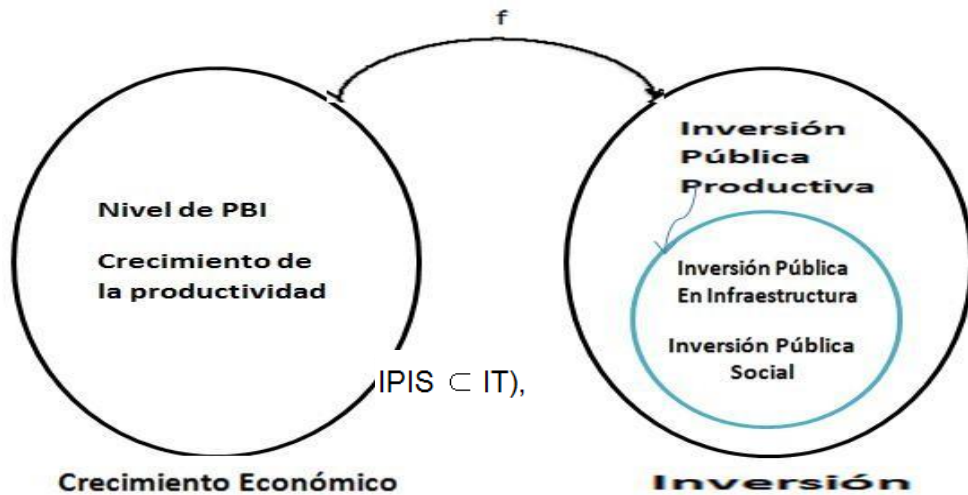 f
Nivel de PBI
Crecimiento de
la productividad
Crecimiento Económico
IPIS ⊂ IT),
Inversión
Pública
Productiva
Inversión Pública
En Infraestructura
Inversión Pública
Social
Inversión